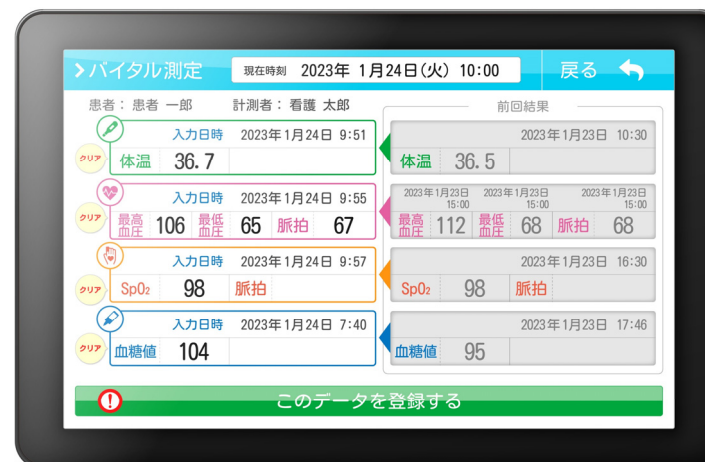 バイタル測定 現在時刻 2023年 1月24日(火) 10:00 戻る
患者：患者 一郎 計測者：看護 太郎 前回結果
入力日時 2023年1月24日 9:51 2023年1月23日 10:30
クリア 体温 36.7 体温 36.5
入力日時 2023年1月24日 9:55 2023年1月23日 15:00 2023年1月23日 15:00 2023年1月23日 15:00
クリア 最高血圧 106 最低血圧 65 脈拍 67 最高血圧 112 最低血圧 68 脈拍 68
入力日時 2023年1月24日 9:57 2023年1月23日 16:30
クリア SpO₂ 98 脈拍 SpO₂ 98 脈拍
入力日時 2023年1月24日 7:40 2023年1月23日 17:46
クリア 血糖値 104 血糖値 95
このデータを登録する